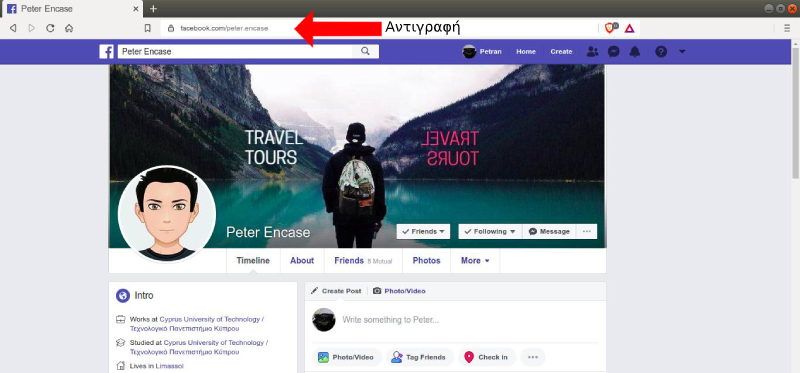 Peter Encase
facebook.com/peter.encase
Αντιγραφή
Peter Encase
Petran Home Create
TRAVEL
TOURS
TRAVEL
TOURS
Peter Encase
Friends Following Message
Timeline About Friends 8 Mutual Photos More
Intro
Works at Cyprus University of Technology /
Τεχνολογικό Πανεπιστήμιο Κύπρου
Studied at Cyprus University of Technology /
Τεχνολογικό Πανεπιστήμιο Κύπρου
Lives in Limassol
Create Post Photo/Video
Write something to Peter...
Photo/Video Tag Friends Check in